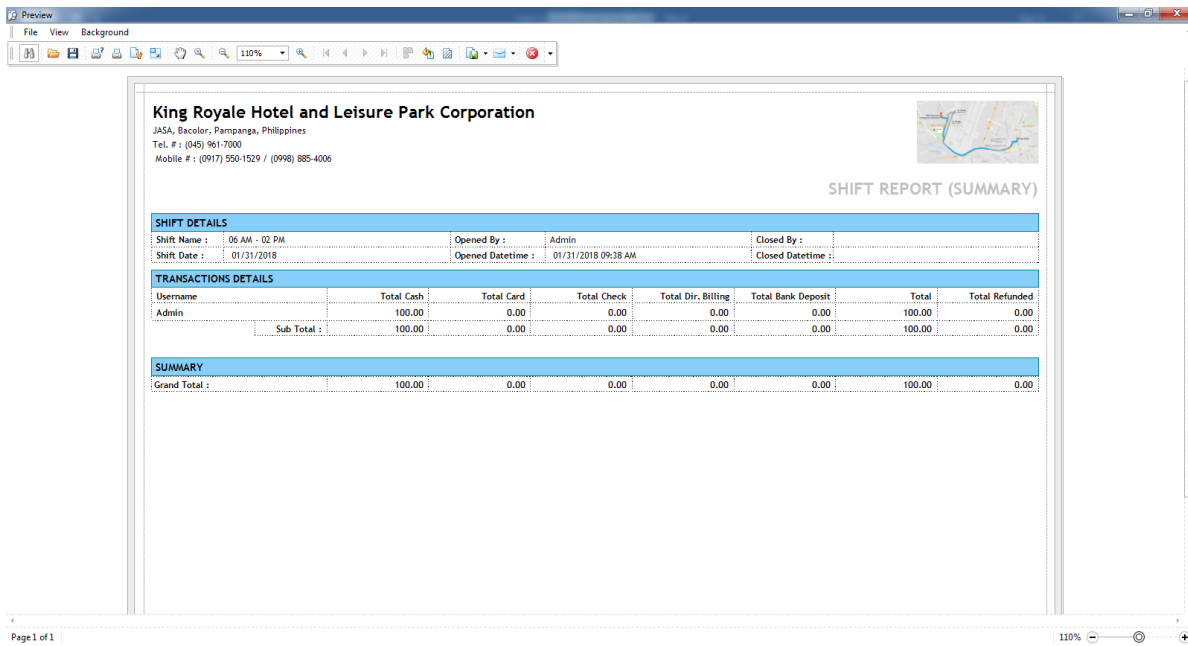 Preview
File View Background
110%
King Royale Hotel and Leisure Park Corporation
JASA, Bacolor, Pampanga, Philippines
Tel. # : (045) 961-7000
Mobile # : (0917) 550-1529 / (0998) 885-4006
SHIFT REPORT (SUMMARY)
SHIFT DETAILS
Shift Name : 06 AM - 02 PM Opened By : Admin Closed By :
Shift Date : 01/31/2018 Opened Datetime : 01/31/2018 09:38 AM Closed Datetime :
TRANSACTIONS DETAILS
Username Total Cash Total Card Total Check Total Dir. Billing Total Bank Deposit Total Total Refunded
Admin 100.00 0.00 0.00 0.00 0.00 100.00 0.00
Sub Total : 100.00 0.00 0.00 0.00 0.00 100.00 0.00
SUMMARY
Grand Total : 100.00 0.00 0.00 0.00 0.00 100.00 0.00
Page 1 of 1 110%